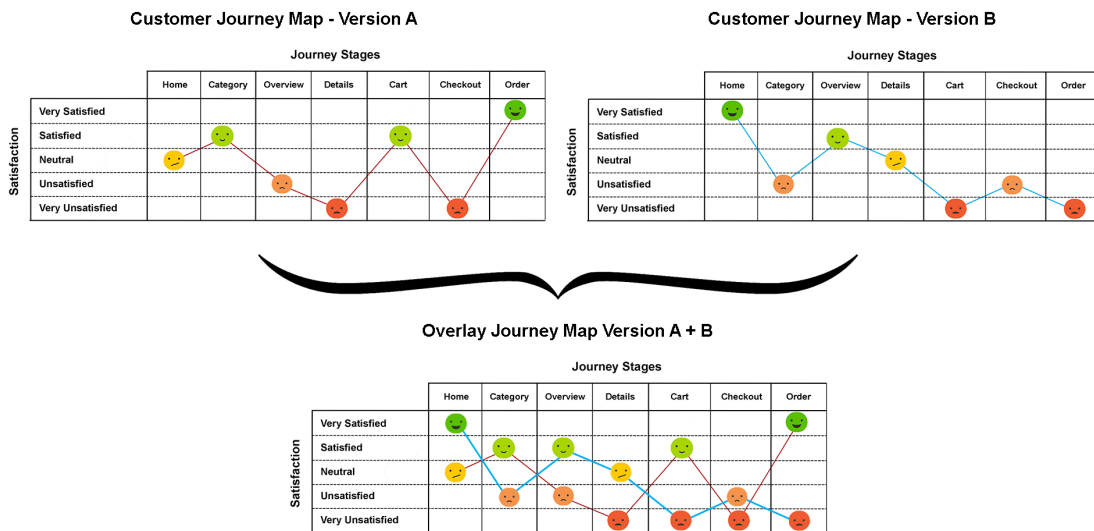 Customer Journey Map - Version A
Journey Stages
Home Category Overview Details Cart Checkout Order
Satisfaction
Very Satisfied
Satisfied
Neutral
Unsatisfied
Very Unsatisfied
Customer Journey Map - Version B
Journey Stages
Home Category Overview Details Cart Checkout Order
Satisfaction
Very Satisfied
Satisfied
Neutral
Unsatisfied
Very Unsatisfied
Overlay Journey Map Version A + B
Journey Stages
Home Category Overview Details Cart Checkout Order
Satisfaction
Very Satisfied
Satisfied
Neutral
Unsatisfied
Very Unsatisfied